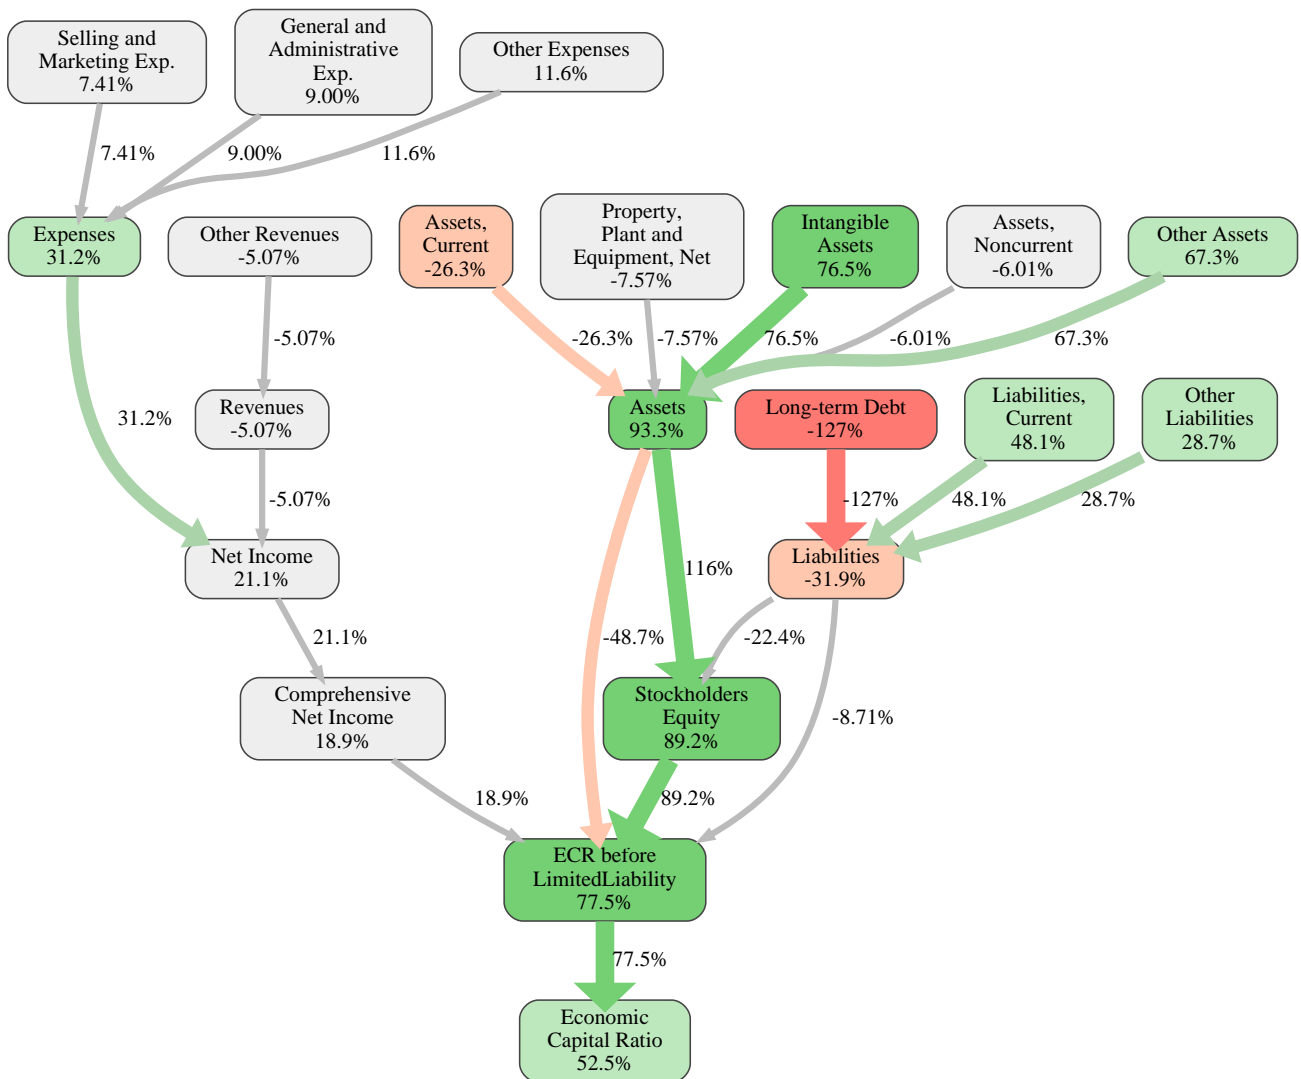 Selling and
Marketing Exp.
7.41%
General and
Administrative
Exp.
9.00%
Other Expenses
11.6%
7.41%
9.00%
11.6%
Expenses
31.2%
Other Revenues
-5.07%
Assets,
Current
-26.3%
Property,
Plant and
Equipment, Net
-7.57%
Intangible
Assets
76.5%
Assets,
Noncurrent
-6.01%
Other Assets
67.3%
-5.07%
-26.3%
-7.57%
76.5%
-6.01%
67.3%
31.2%
Revenues
-5.07%
Assets
93.3%
Long-term Debt
-127%
Liabilities,
Current
48.1%
Other
Liabilities
28.7%
-5.07%
-127%
48.1%
28.7%
Net Income
21.1%
116%
Liabilities
-31.9%
21.1%
-48.7%
-22.4%
Comprehensive
Net Income
18.9%
Stockholders
Equity
89.2%
-8.71%
18.9%
89.2%
ECR before
LimitedLiability
77.5%
77.5%
Economic
Capital Ratio
52.5%